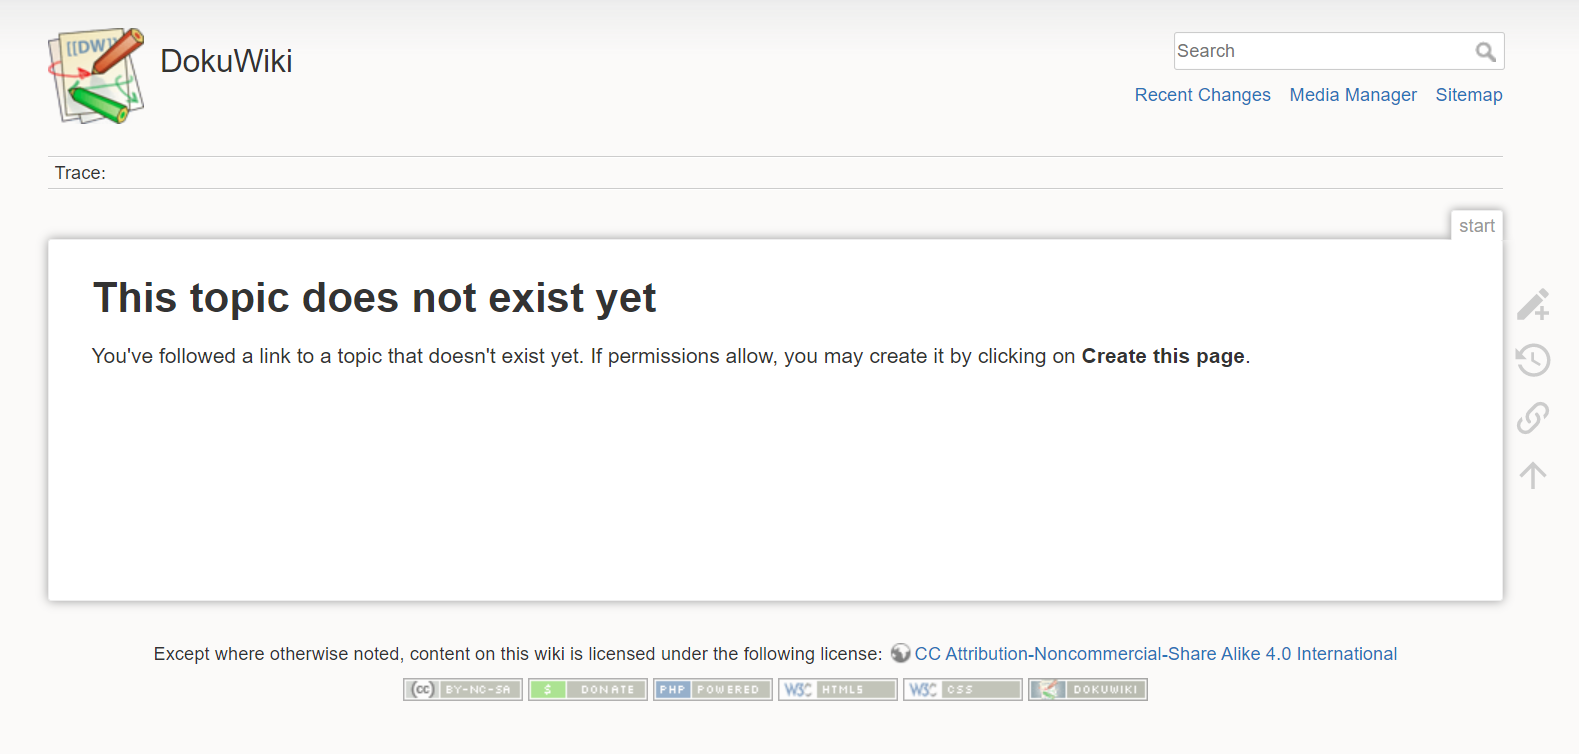 [[DW]]
DokuWiki
Search
Recent Changes Media Manager Sitemap
Trace:
start
This topic does not exist yet
You've followed a link to a topic that doesn't exist yet. If permissions allow, you may create it by clicking on Create this page.
Except where otherwise noted, content on this wiki is licensed under the following license: CC Attribution-Noncommercial-Share Alike 4.0 International
(cc) BY-NC-SA $ DONATE PHP POWERED W3C HTML5 W3C CSS DOKUWIKI